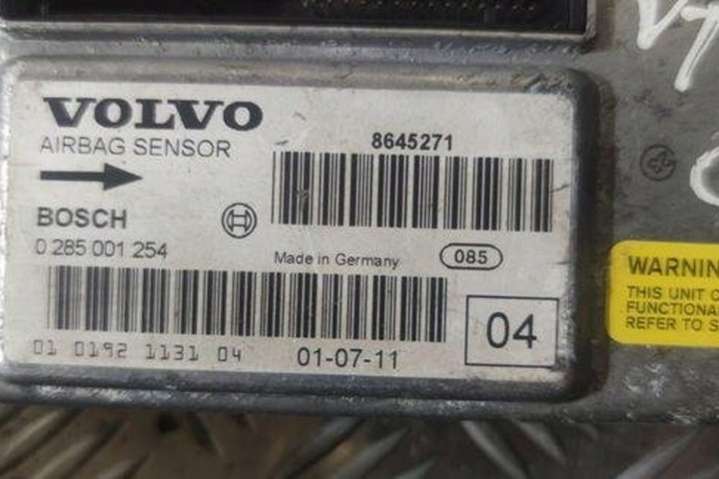 VOLVO
AIRBAG SENSOR
8645271
BOSCH
0 285 001 254
Made in Germany
085
01 0192 1131 04
01-07-11
04
WARNIN
THIS UNIT
FUNCTIONA
REFER TO S